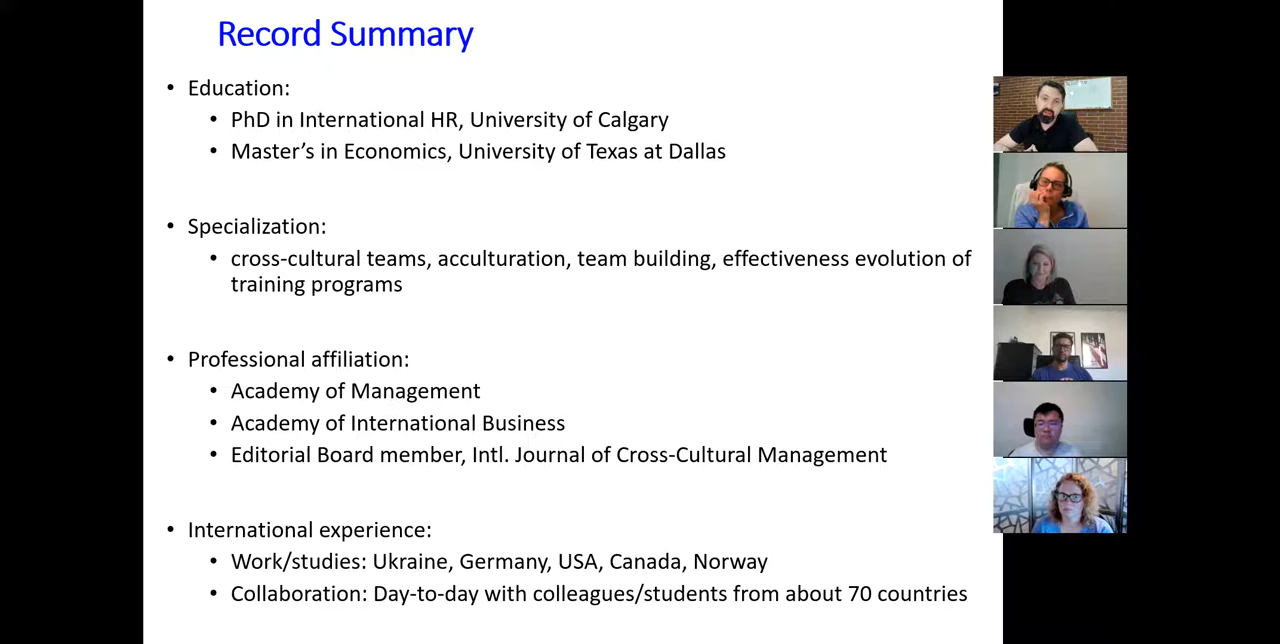 Record Summary
• Education:
• PhD in International HR, University of Calgary
• Master's in Economics, University of Texas at Dallas
• Specialization:
• cross-cultural teams, acculturation, team building, effectiveness evolution of
training programs
• Professional affiliation:
• Academy of Management
• Academy of International Business
• Editorial Board member, Intl. Journal of Cross-Cultural Management
• International experience:
• Work/studies: Ukraine, Germany, USA, Canada, Norway
• Collaboration: Day-to-day with colleagues/students from about 70 countries